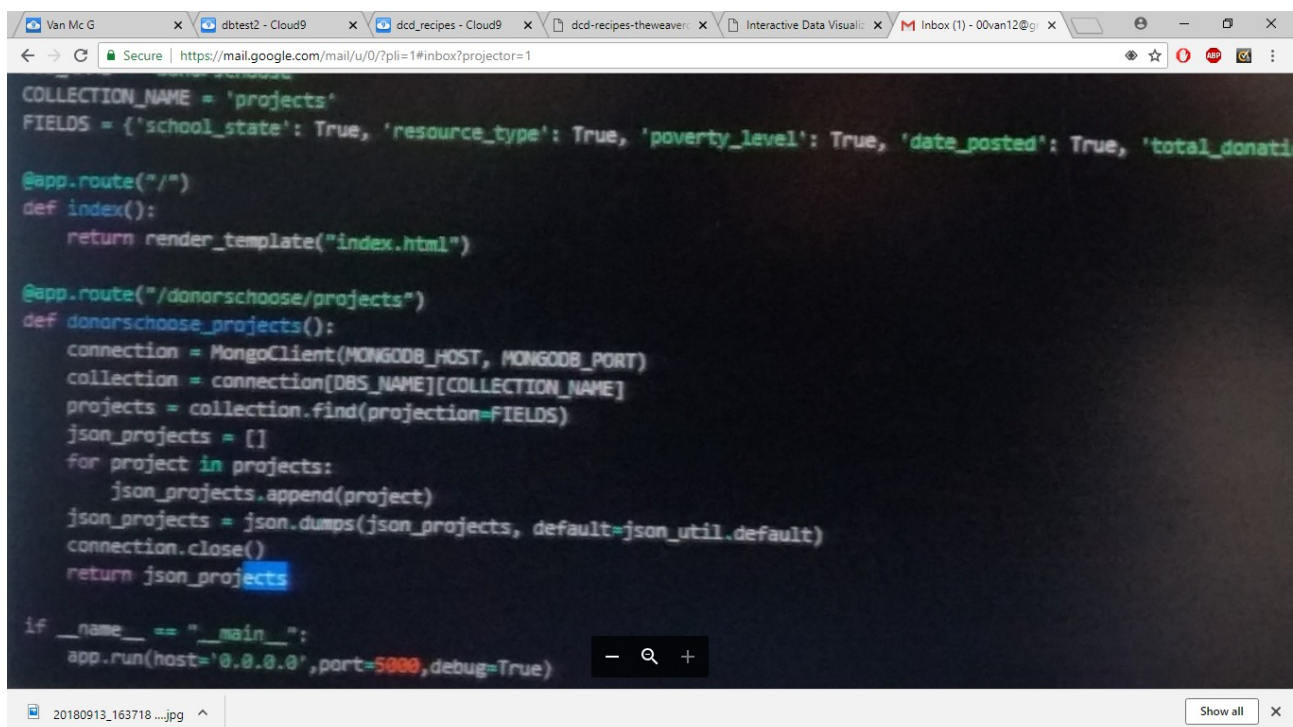 Van Mc G
dbtest2 - Cloud9
dcd_recipes - Cloud9
dcd-recipes-theweaverc
Interactive Data Visualiz
Inbox (1) - 00van12@g
Secure | https://mail.google.com/mail/u/0/?pli=1#inbox?projector=1
ABP
COLLECTION_NAME = 'projects'
FIELDS = {'school_state': True, 'resource_type': True, 'poverty_level': True, 'date_posted': True, 'total_donati
@app.route("/")
def index():
    return render_template("index.html")
@app.route("/donorschoose/projects")
def donorschoose_projects():
    connection = MongoClient(MONGODB_HOST, MONGODB_PORT)
    collection = connection[DBS_NAME][COLLECTION_NAME]
    projects = collection.find(projection=FIELDS)
    json_projects = []
    for project in projects:
        json_projects.append(project)
    json_projects = json.dumps(json_projects, default=json_util.default)
    connection.close()
    return json_projects
if __name__ == "__main__":
    app.run(host='0.0.0.0',port=5000,debug=True)
20180913_163718 ....jpg
Show all